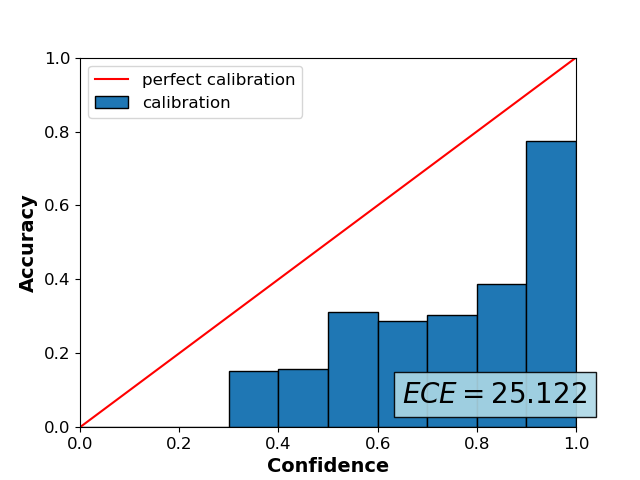 perfect calibration
calibration
1.0
0.8
0.6
0.4
0.2
0.0
Accuracy
ECE = 25.122
0.0 0.2 0.4 0.6 0.8 1.0
Confidence